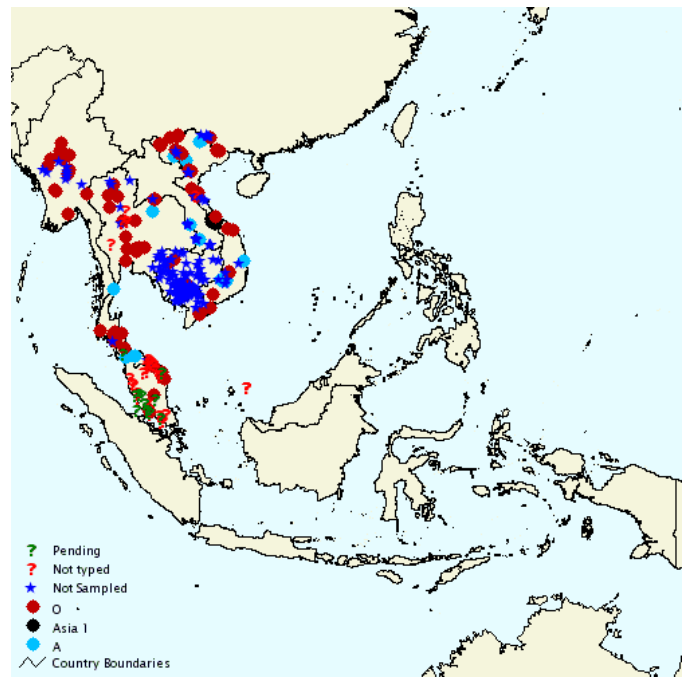 ? Pending
? Not typed
Not Sampled
O
Asia 1
A
Country Boundaries